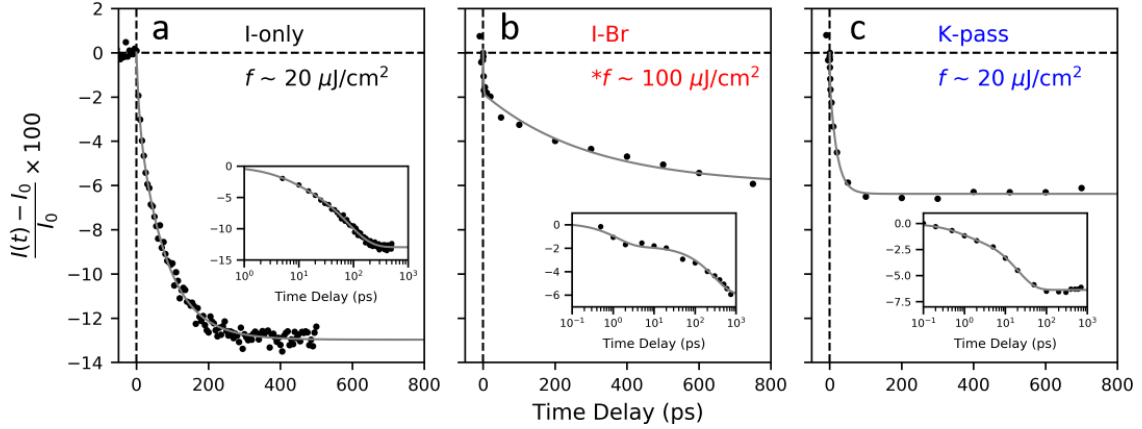 a
I-only
f ~ 20 μJ/cm²
b
I-Br
*f ~ 100 μJ/cm²
c
K-pass
f ~ 20 μJ/cm²
I(t) − I₀ / I₀ × 100
2
0
−2
−4
−6
−8
−10
−12
−14
0
−5
−10
−15
10⁰ 10¹ 10² 10³
Time Delay (ps)
0
−2
−4
−6
10⁻¹ 10⁰ 10¹ 10² 10³
Time Delay (ps)
0.0
−2.5
−5.0
−7.5
10⁻¹ 10⁰ 10¹ 10² 10³
Time Delay (ps)
0 200 400 600 800
0 200 400 600 800
0 200 400 600 800
Time Delay (ps)